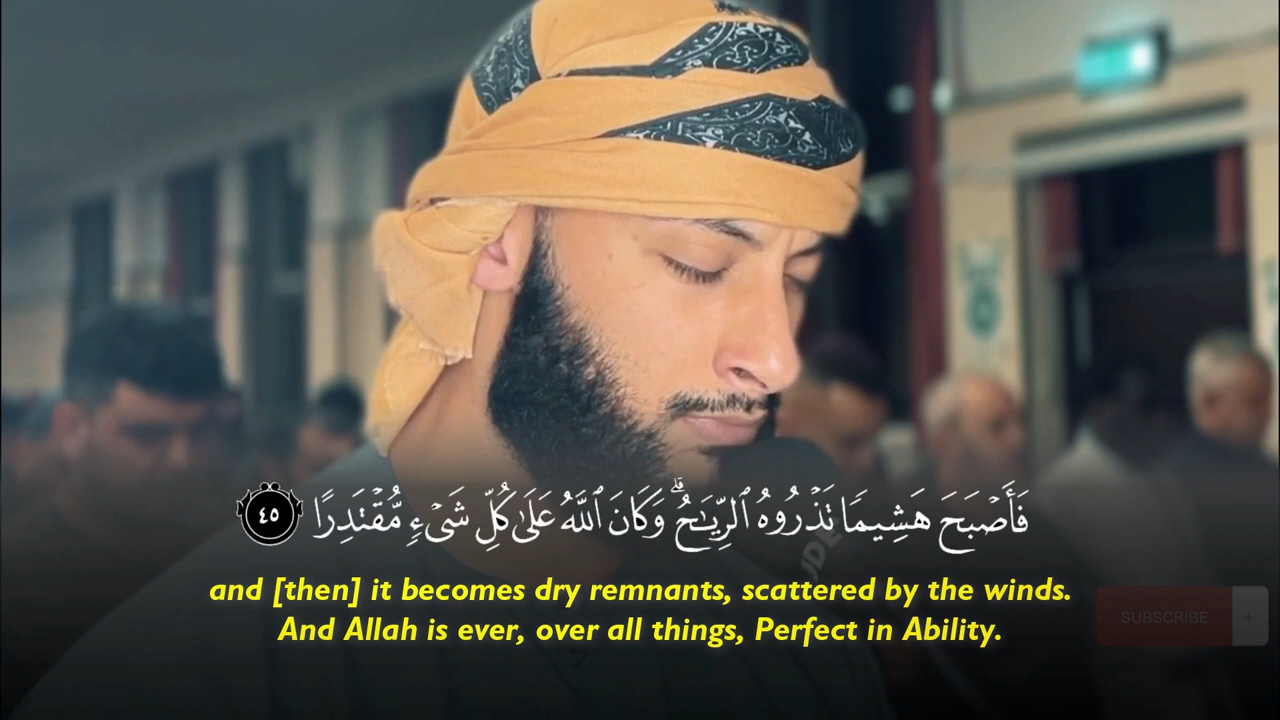 فَأَصْبَحَ هَشِيمًا تَذْرُوهُ ٱلرِّيَـٰحُ ۗ وَكَانَ ٱللَّهُ عَلَىٰ كُلِّ شَىْءٍ مُّقْتَدِرًا ٤٥
and [then] it becomes dry remnants, scattered by the winds.
And Allah is ever, over all things, Perfect in Ability.
SUBSCRIBE +